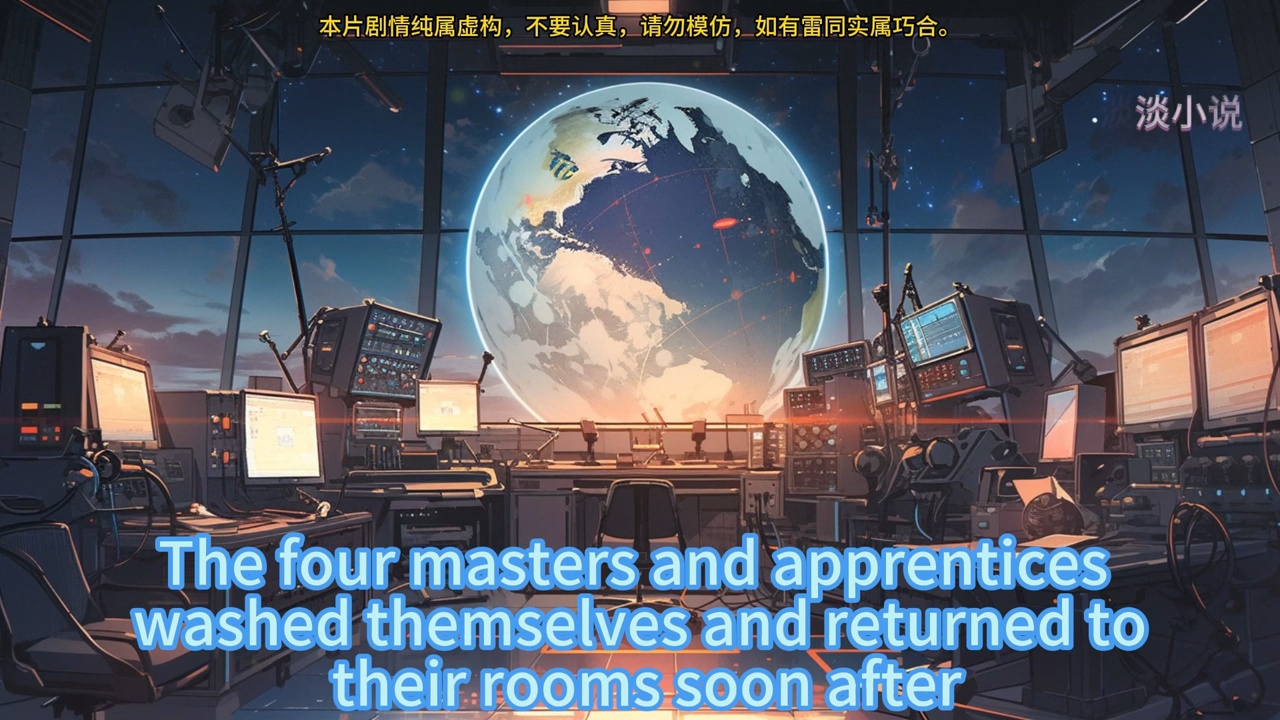 本片剧情纯属虚构，不要认真，请勿模仿，如有雷同实属巧合。
淡小说
The four masters and apprentices
washed themselves and returned to
their rooms soon after